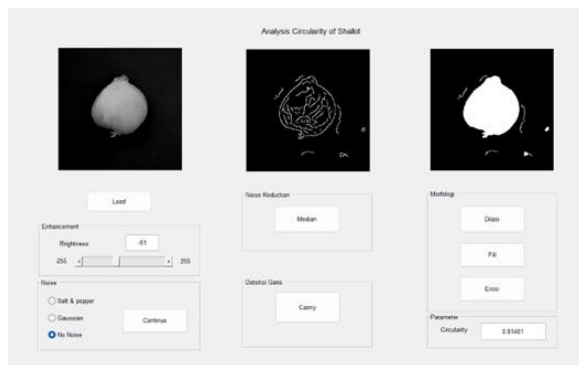 Analysis Circularity of Shallot
Load
Enhancement
Brightness
-51
-255
255
Noise
Salt & pepper
Gaussian
No Noise
Continue
Noise Reduction
Median
Deteksi Garis
Canny
Morfologi
Dilasi
Fill
Erosi
Parameter
Circularity
0.81481